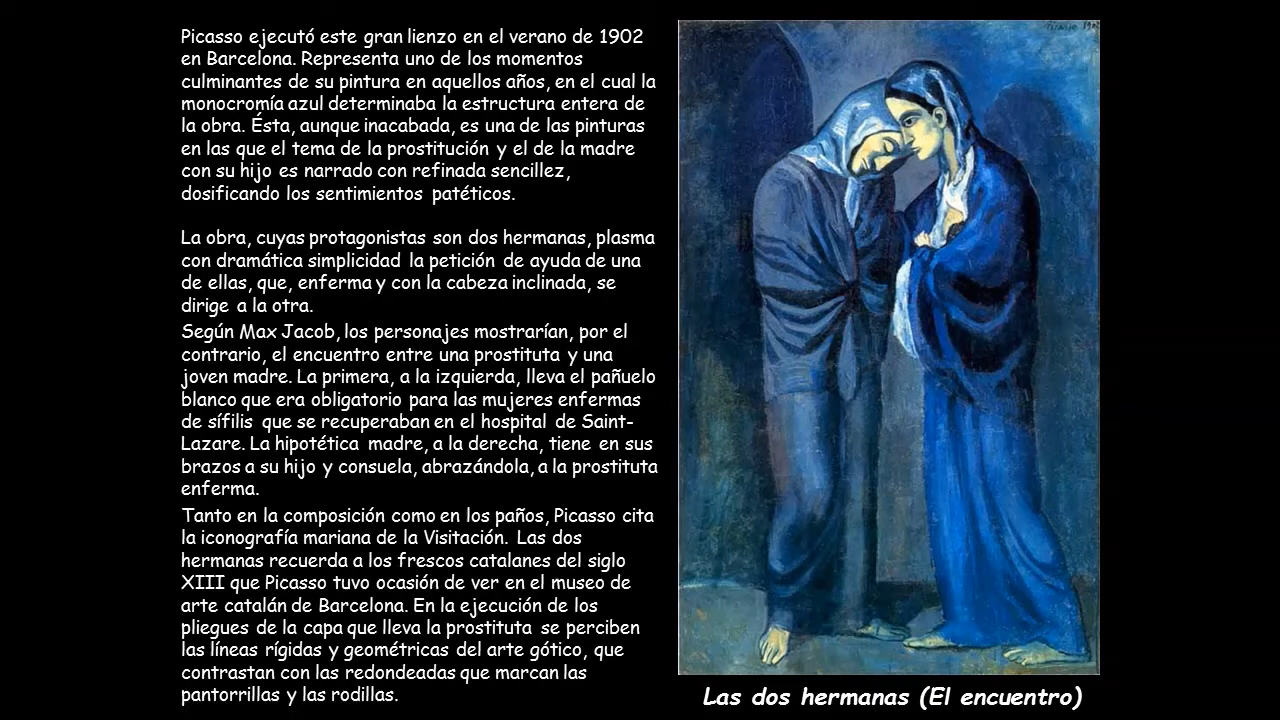 Picasso ejecutó este gran lienzo en el verano de 1902
en Barcelona. Representa uno de los momentos
culminantes de su pintura en aquellos años, en el cual la
monocromía azul determinaba la estructura entera de
la obra. Ésta, aunque inacabada, es una de las pinturas
en las que el tema de la prostitución y el de la madre
con su hijo es narrado con refinada sencillez,
dosificando los sentimientos patéticos.
La obra, cuyas protagonistas son dos hermanas, plasma
con dramática simplicidad la petición de ayuda de una
de ellas, que, enferma y con la cabeza inclinada, se
dirige a la otra.
Según Max Jacob, los personajes mostrarían, por el
contrario, el encuentro entre una prostituta y una
joven madre. La primera, a la izquierda, lleva el pañuelo
blanco que era obligatorio para las mujeres enfermas
de sífilis que se recuperaban en el hospital de Saint-
Lazare. La hipotética madre, a la derecha, tiene en sus
brazos a su hijo y consuela, abrazándola, a la prostituta
enferma.
Tanto en la composición como en los paños, Picasso cita
la iconografía mariana de la Visitación. Las dos
hermanas recuerda a los frescos catalanes del siglo
XIII que Picasso tuvo ocasión de ver en el museo de
arte catalán de Barcelona. En la ejecución de los
pliegues de la capa que lleva la prostituta se perciben
las líneas rígidas y geométricas del arte gótico, que
contrastan con las redondeadas que marcan las
pantorrillas y las rodillas.
Las dos hermanas (El encuentro)